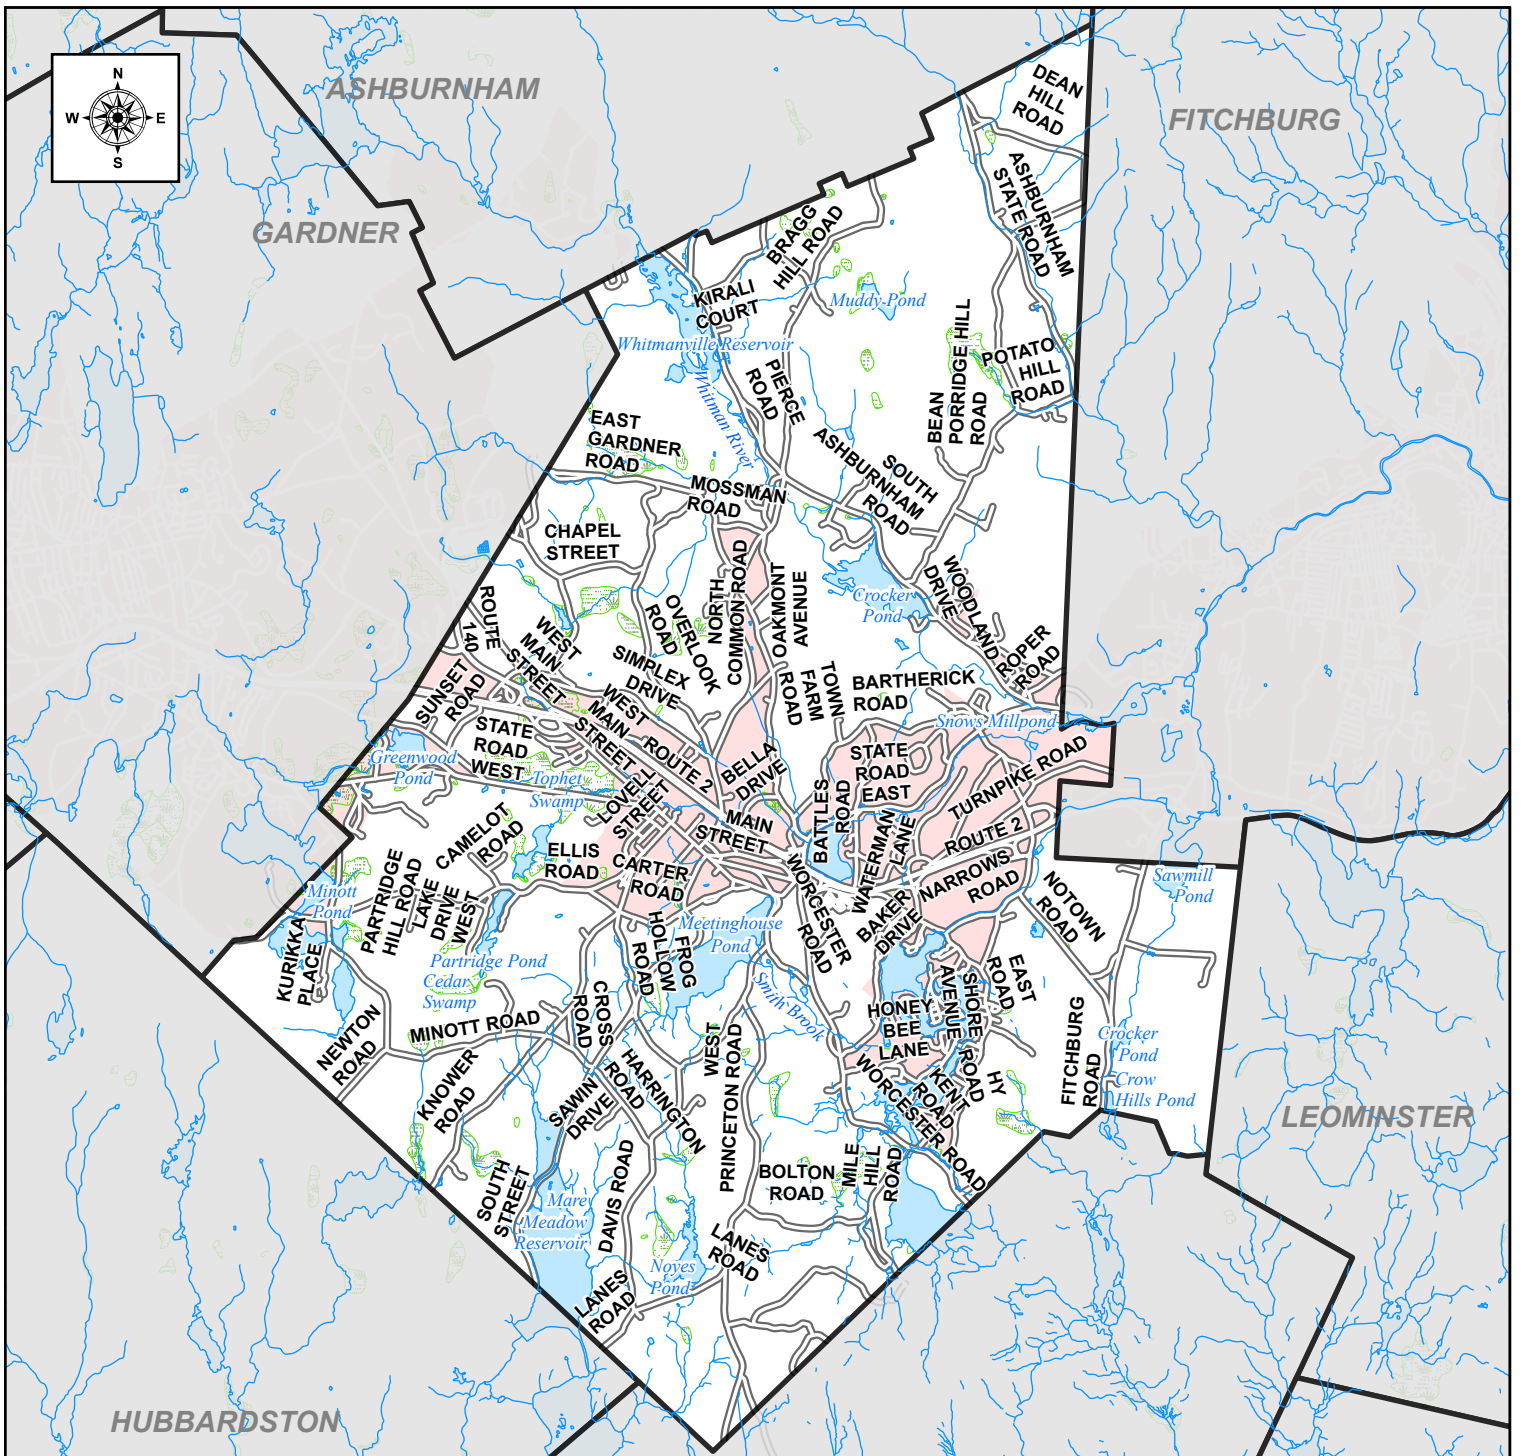 ASHBURNHAM
FITCHBURG
GARDNER
N
W
E
S
DEAN
HILL
ROAD
ASHBURNHAM
STATE ROAD
BRAGG
HILL ROAD
KIRALI
COURT
Muddy Pond
Whitmanville Reservoir
Whitman River
PIERCE
ROAD
BEAN
PORRIDGE HILL
ROAD
POTATO
HILL
ROAD
EAST
GARDNER
ROAD
SOUTH
ASHBURNHAM
ROAD
MOSSMAN
ROAD
CHAPEL
STREET
NORTH
COMMON ROAD
OAKMONT
AVENUE
Crocker
Pond
WOODLAND
DRIVE
ROPER
ROAD
ROUTE
140
WEST
MAIN
STREET
OVERLOOK
ROAD
SIMPLEX
DRIVE
TOWN
FARM
ROAD
BARTHERICK
ROAD
SUNSET
ROAD
WEST
MAIN
STREET
STATE
ROAD
WEST
ROUTE 2
BELLA
DRIVE
Snows Millpond
STATE
ROAD
EAST
TURNPIKE ROAD
Greenwood
Pond
Tophet
Swamp
LOVELLET
STREET
MAIN
STREET
BATTLES
ROAD
WATERMAN
LANE
ROUTE 2
CAMELOT
ROAD
ELLIS
ROAD
CARTER
ROAD
WORCESTER
ROAD
NARROWS
ROAD
NOTOWN
ROAD
Sawmill
Pond
Minott
Pond
PARTRIDGE
HILL ROAD
LAKE
DRIVE
WEST
BAKER
DRIVE
KURIKKA
PLACE
Partridge Pond
Cedar
Swamp
FROG
HOLLOW
ROAD
Meetinghouse
Pond
Smith Brook
EAST
ROAD
SHORE
AVENUE
HONEY
BEE
LANE
NEWTON
ROAD
MINOTT ROAD
CROSS
ROAD
KNOWER
ROAD
SAWIN
DRIVE
HARRINGTON
ROAD
WEST
PRINCETON ROAD
WORCESTER ROAD
KENT
ROAD
HY
ROAD
FITCHBURG
ROAD
Crocker
Pond
Crow
Hills Pond
LEOMINSTER
SOUTH
STREET
DAVIS ROAD
BOLTON
ROAD
MILE
HILL
ROAD
Mare
Meadow
Reservoir
LANES
ROAD
Noyes
Pond
LANES
ROAD
HUBBARDSTON